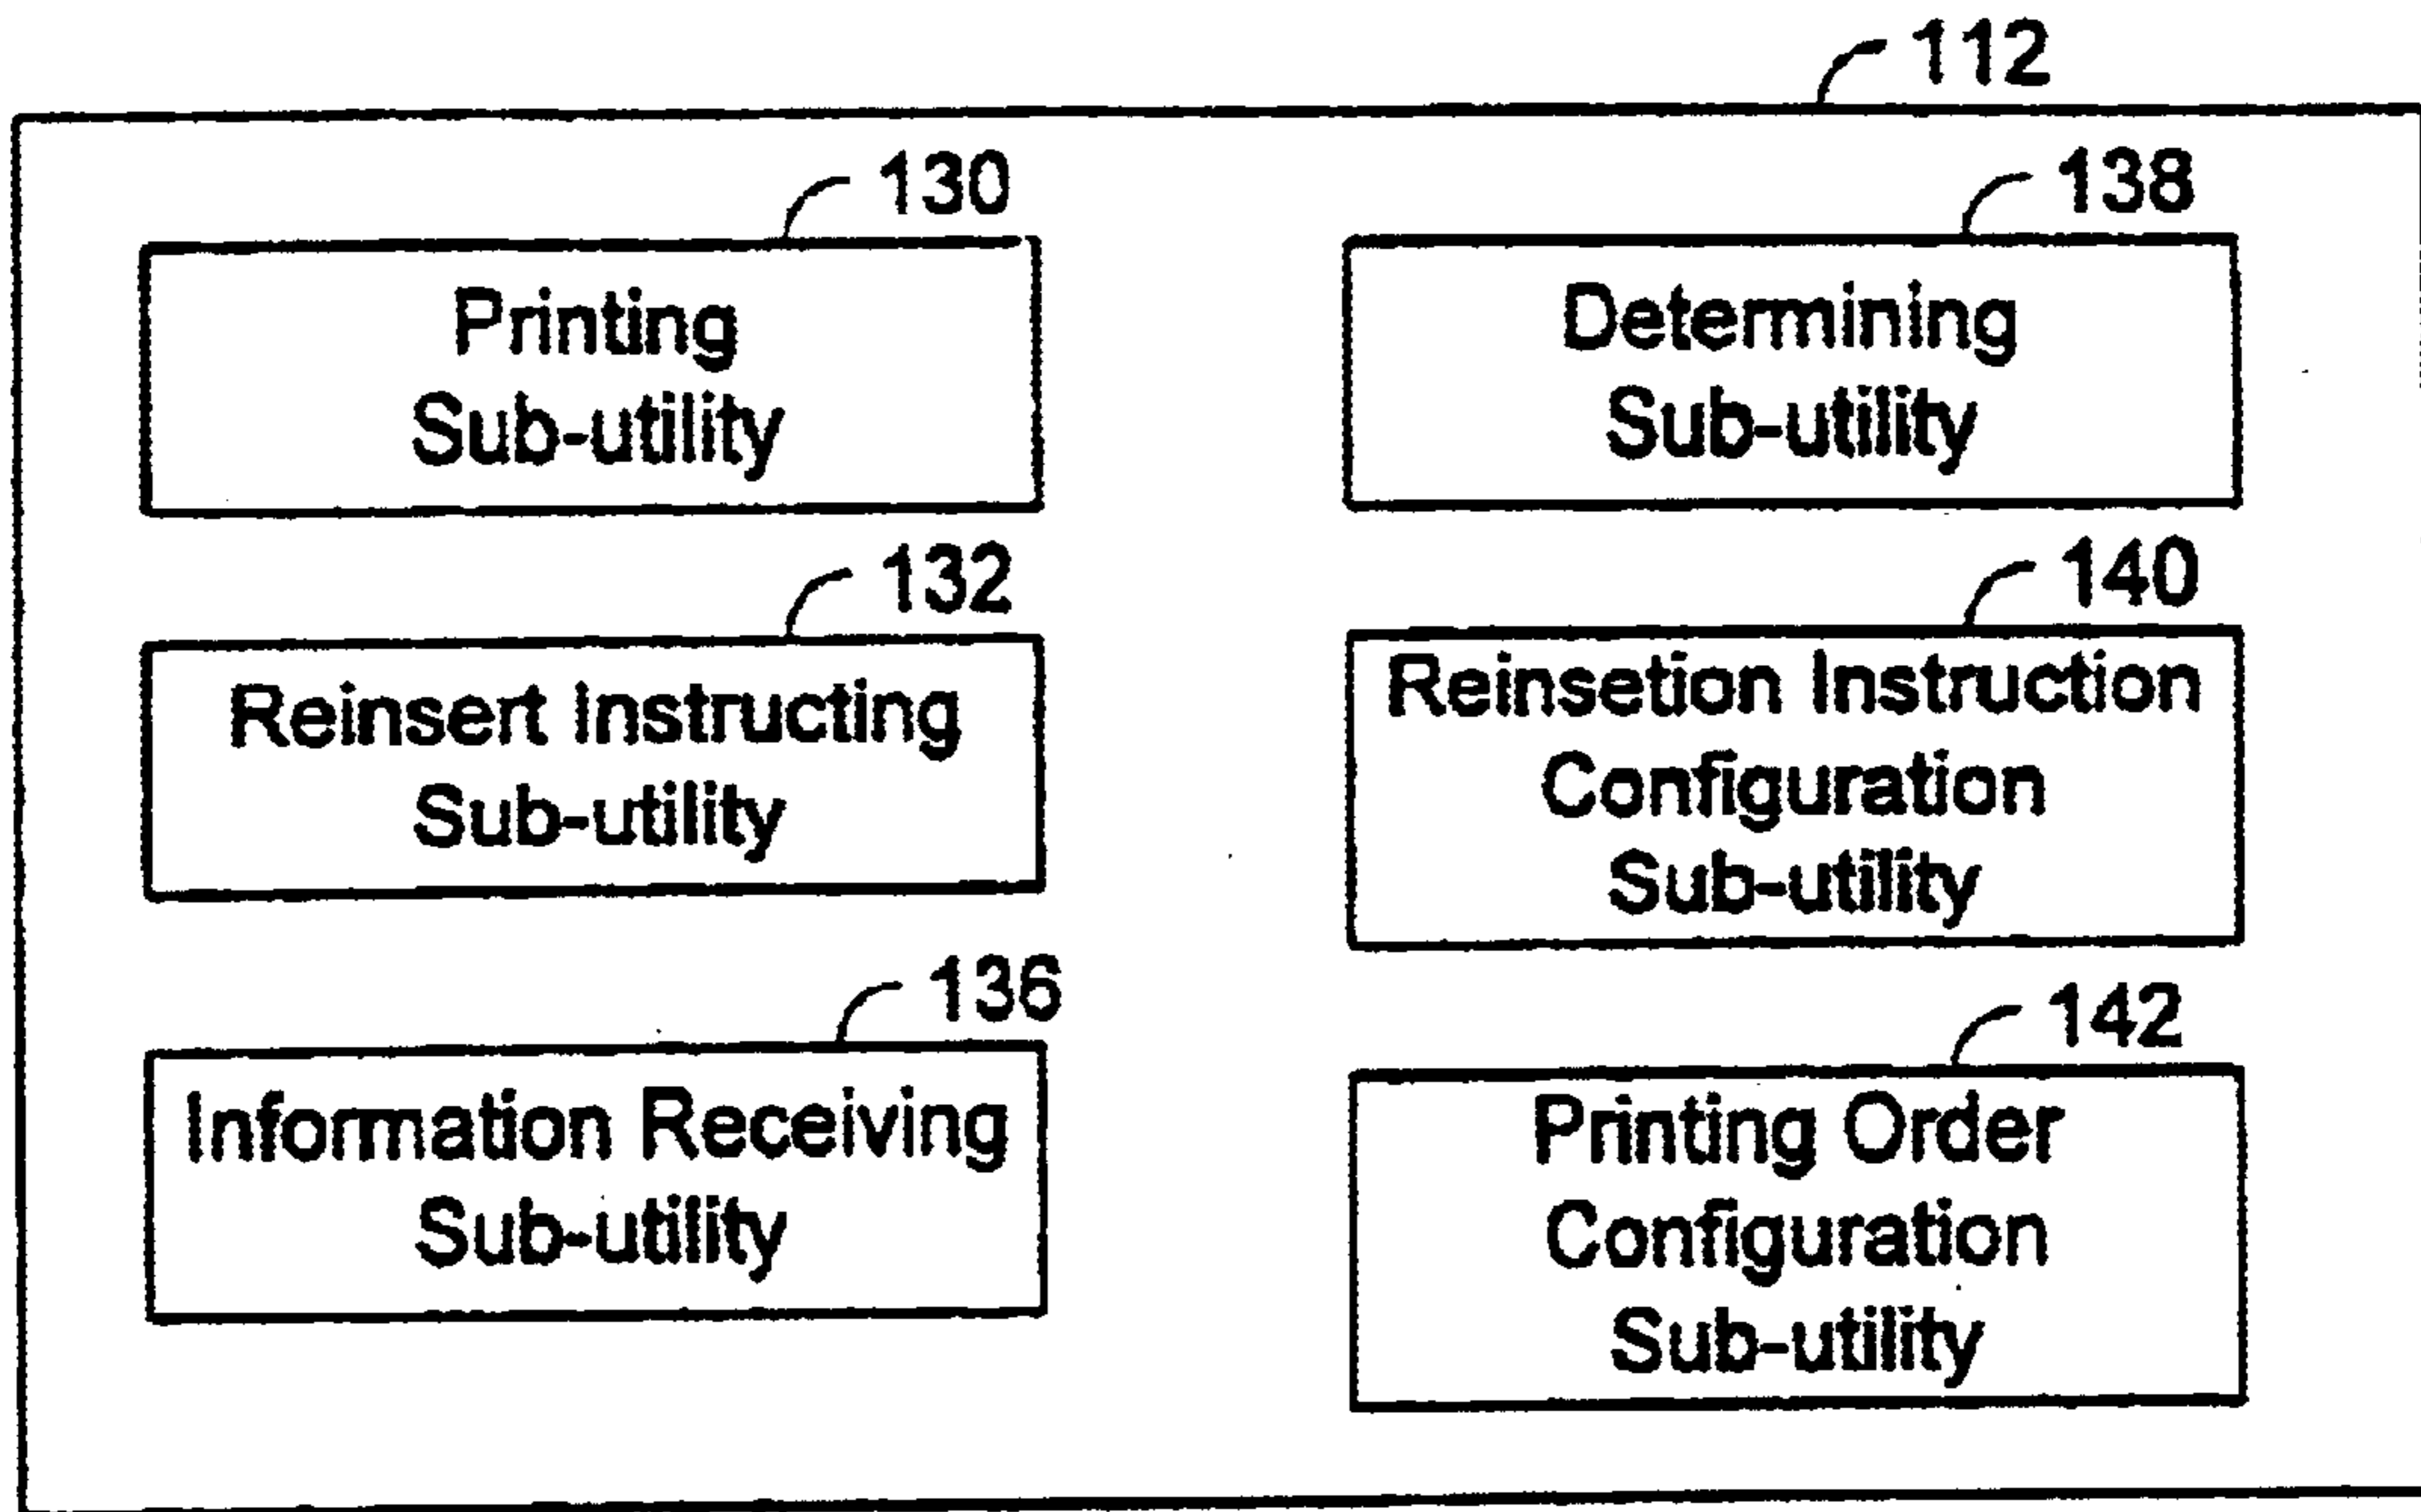 112
130
Printing
Sub-utility
138
Determining
Sub-utility
132
Reinsert Instructing
Sub-utility
140
Reinsetion Instruction
Configuration
Sub-utility
136
Information Receiving
Sub-utility
142
Printing Order
Configuration
Sub-utility